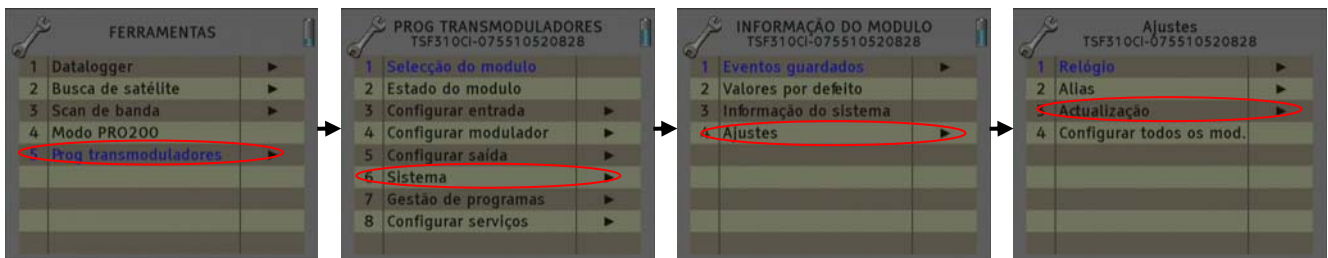 FERRAMENTAS
1 Datalogger
2 Busca de satélite
3 Scan de banda
4 Modo PRO200
5 Prog transmoduladores
PROG TRANSMODULADORES
TSF310CI-075510520828
1 Selecção do modulo
2 Estado do modulo
3 Configurar entrada
4 Configurar modulador
5 Configurar saída
6 Sistema
7 Gestão de programas
8 Configurar serviços
INFORMAÇÃO DO MODULO
TSF310CI-075510520828
1 Eventos guardados
2 Valores por defeito
3 Informação do sistema
4 Ajustes
Ajustes
TSF310CI-075510520828
1 Relógio
2 Alias
3 Actualização
4 Configurar todos os mod.